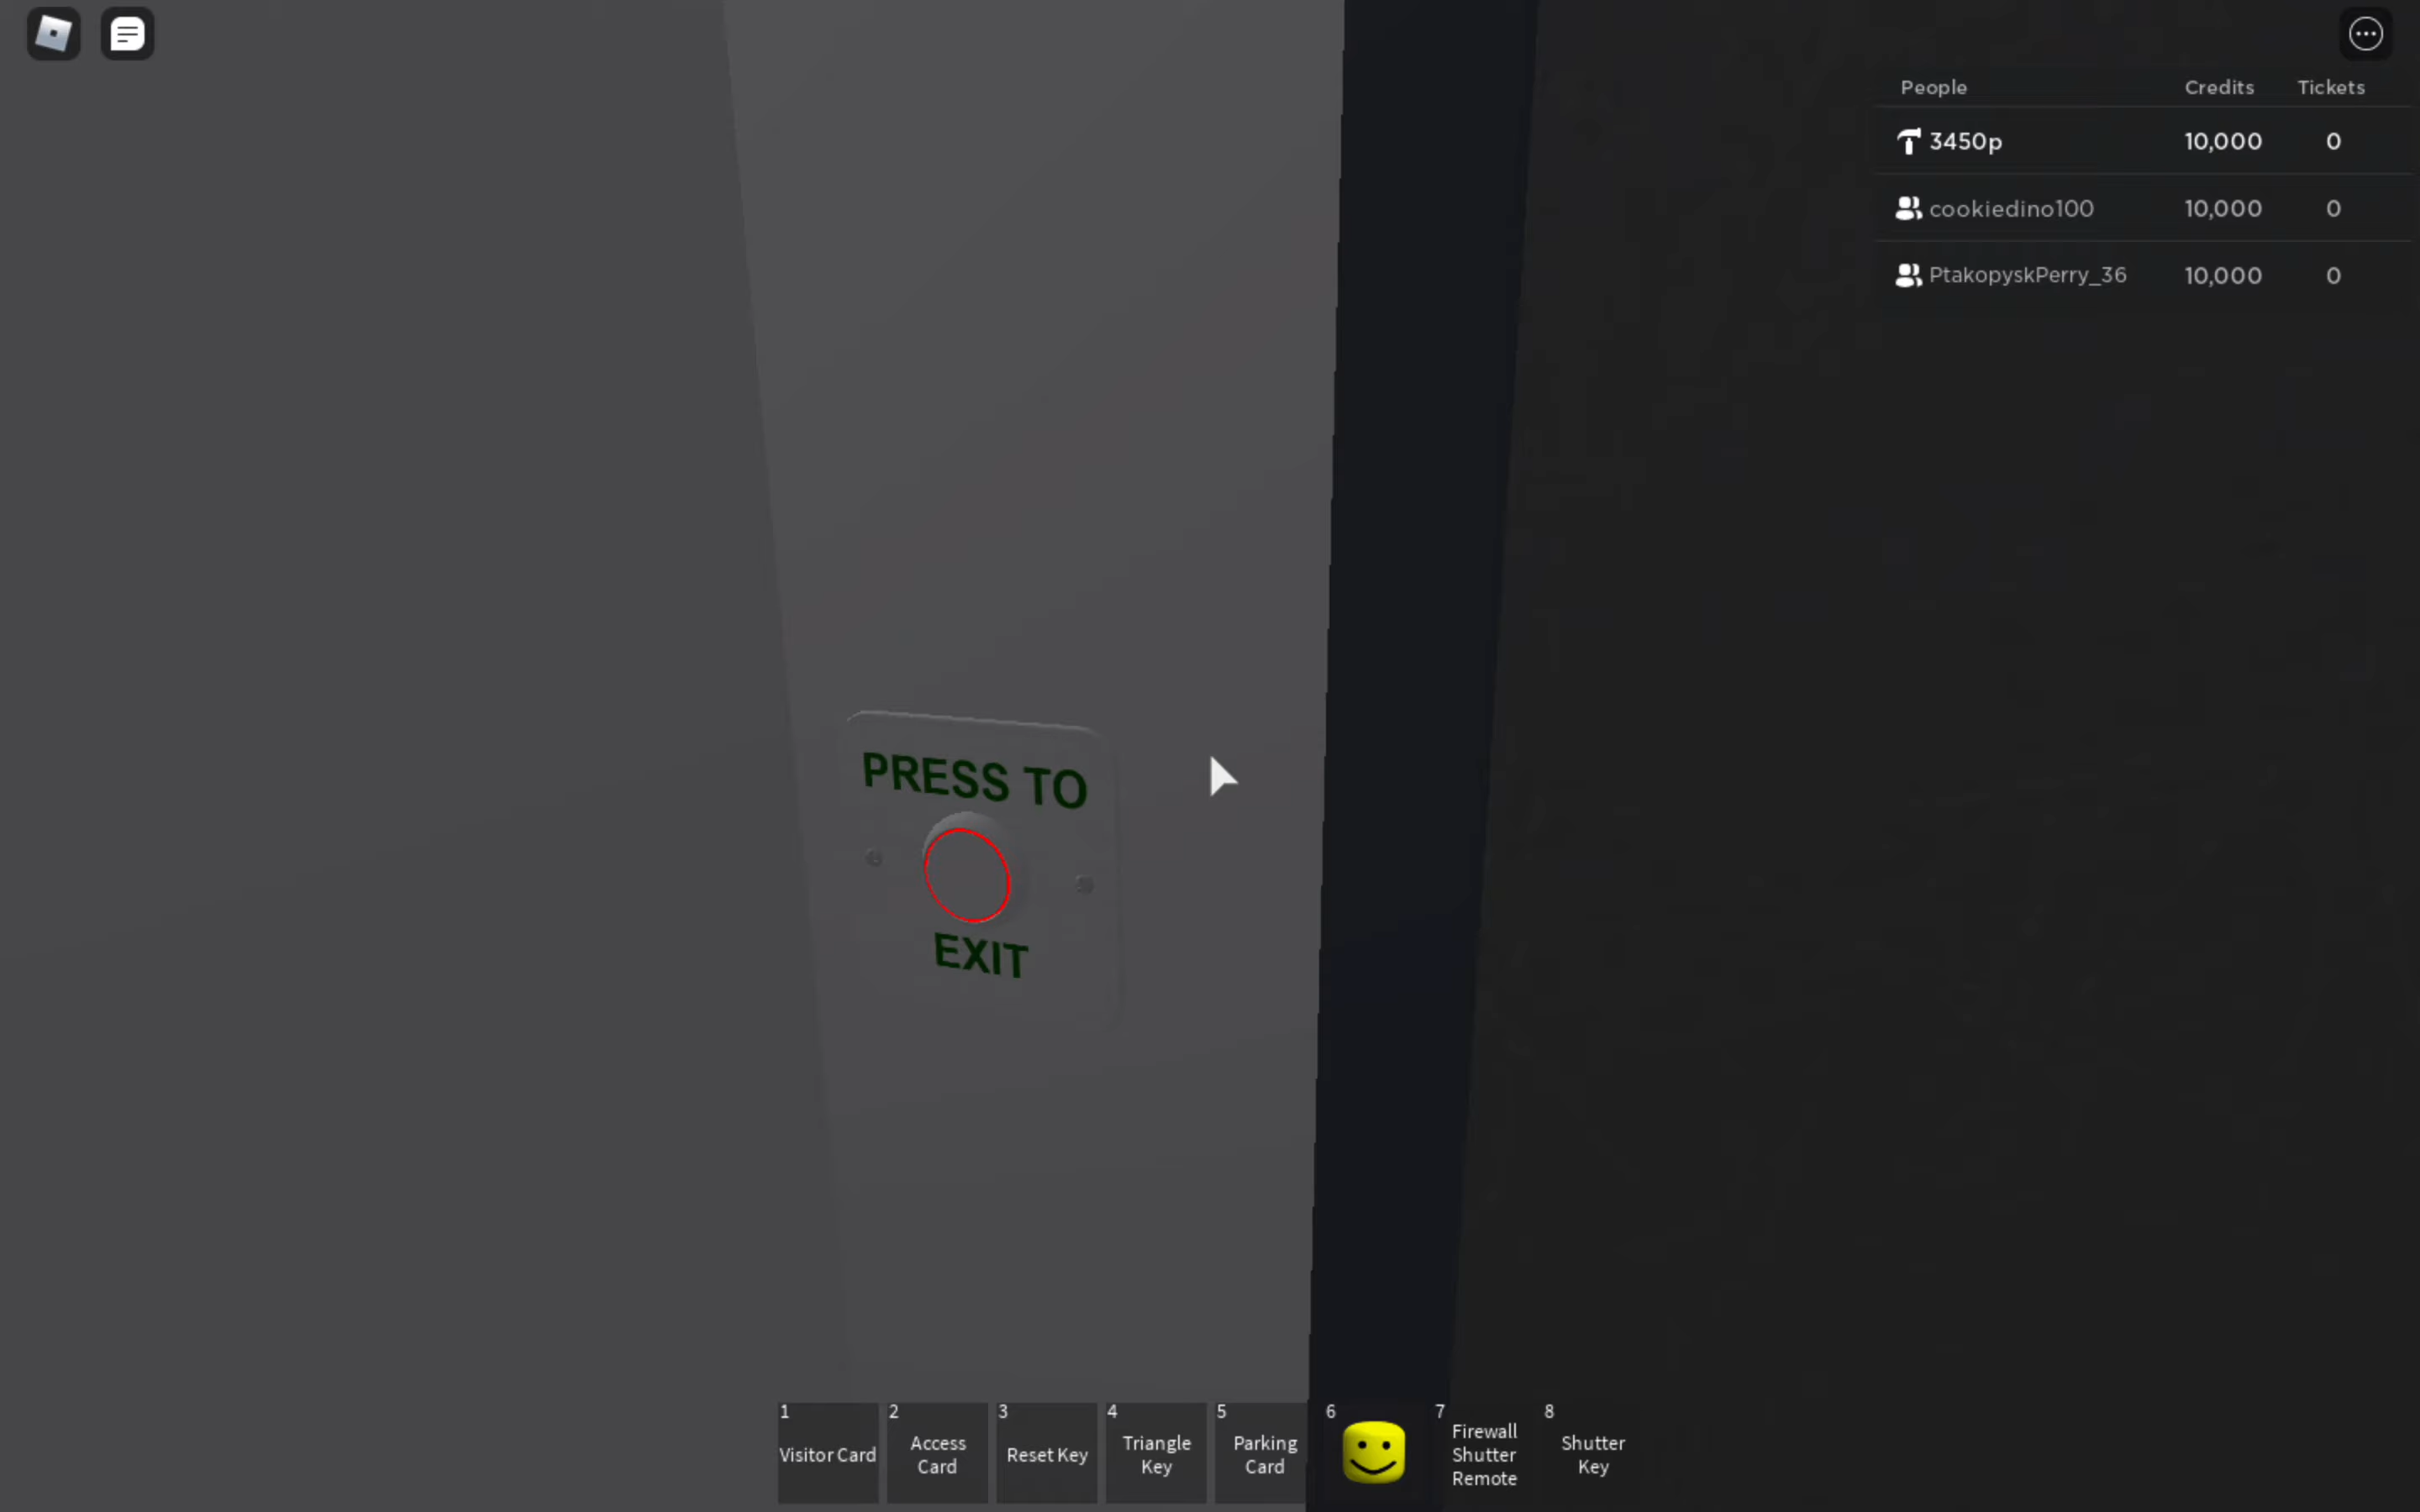 People Credits Tickets
3450p 10,000 0
cookiedino100 10,000 0
PtakopyskPerry_36 10,000 0
PRESS TO
EXIT
1
Visitor Card
2
Access
Card
3
Reset Key
4
Triangle
Key
5
Parking
Card
6
7
Firewall
Shutter
Remote
8
Shutter
Key